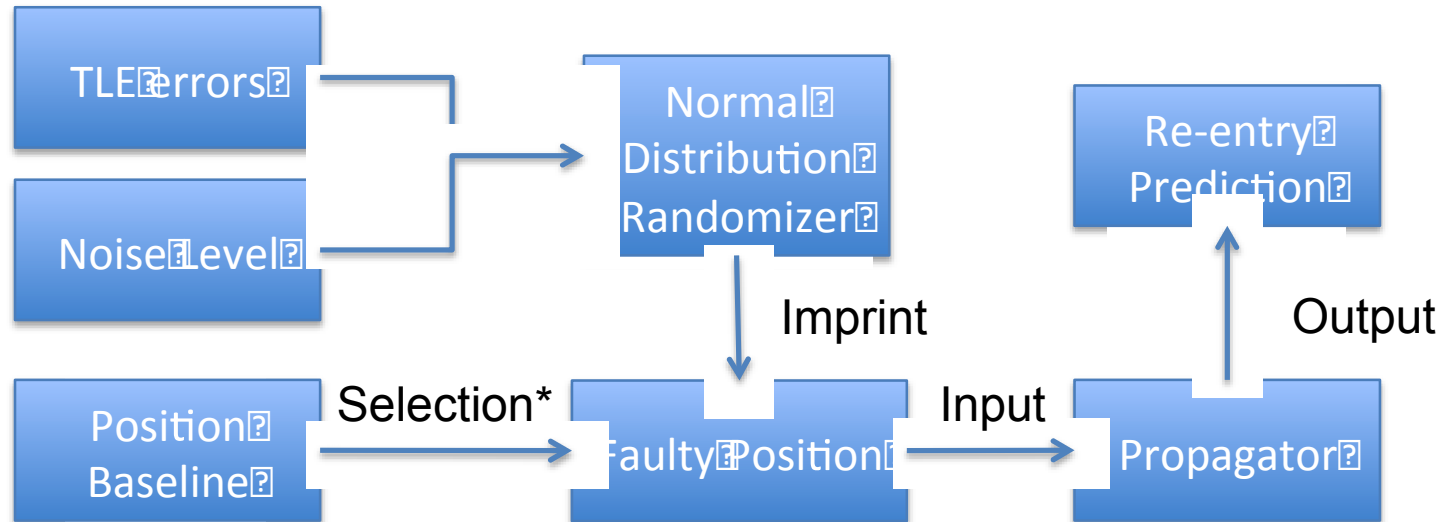 TLE errors
Noise Level
Normal
Distribution
Randomizer
Re-entry
Prediction
Imprint
Output
Position
Baseline
Selection*
Faulty Position
Input
Propagator